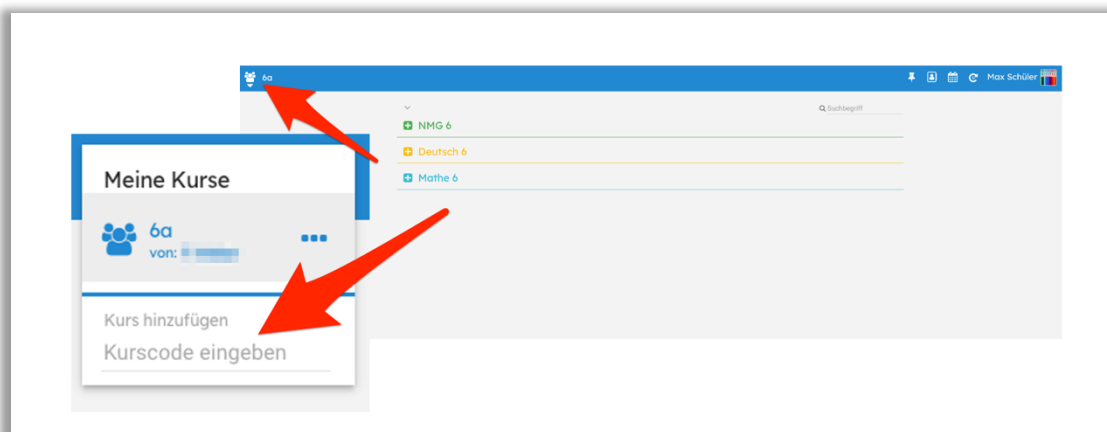 6a
Max Schüler
Suchbegriff
NMG 6
Deutsch 6
Mathe 6
Meine Kurse
6a
von:
Kurs hinzufügen
Kurscode eingeben